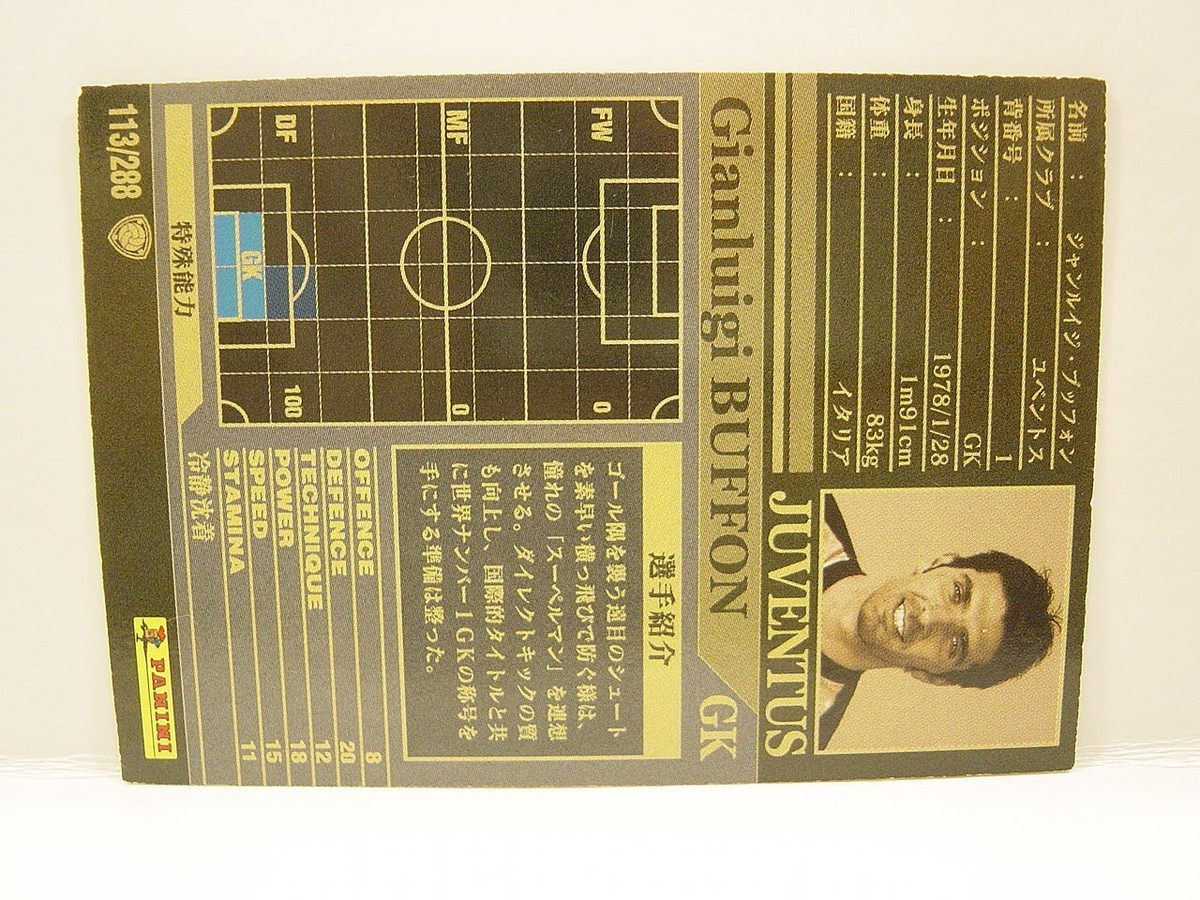 名前 : ジャンルイジ・ブッフォン
所属クラブ : ユベントス
背番号 : 1
ポジション : GK
生年月日 : 1978/1/28
身長 : 1m91cm
体重 : 83kg
国籍 : イタリア
JUVENTUS
Gianluigi BUFFON GK
FW 0
MF 0
DF 100
GK
選手紹介
ゴール隅を襲う選目のシュート
を素早い横っ飛びで防ぐ様は、
憧れの「スーペルマン」を連想
させる。ダイレクトキックの質
も向上し、国際的タイトルと共
に世界ナンバー1GKの称号を
手にする準備は整った。
OFFENCE 8
DEFENCE 20
TECHNIQUE 12
POWER 18
SPEED 15
STAMINA 11
特殊能力 冷静沈着
113/288
PANINI